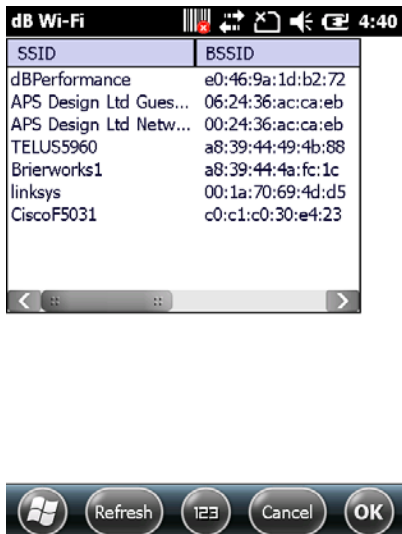 dB Wi-Fi 4:40
SSID BSSID
dBPerformance e0:46:9a:1d:b2:72
APS Design Ltd Gues... 06:24:36:ac:ca:eb
APS Design Ltd Netw... 00:24:36:ac:ca:eb
TELUS5960 a8:39:44:49:4b:88
Brierworks1 a8:39:44:4a:fc:1c
linksys 00:1a:70:69:4d:d5
CiscoF5031 c0:c1:c0:30:e4:23
Refresh 123 Cancel OK